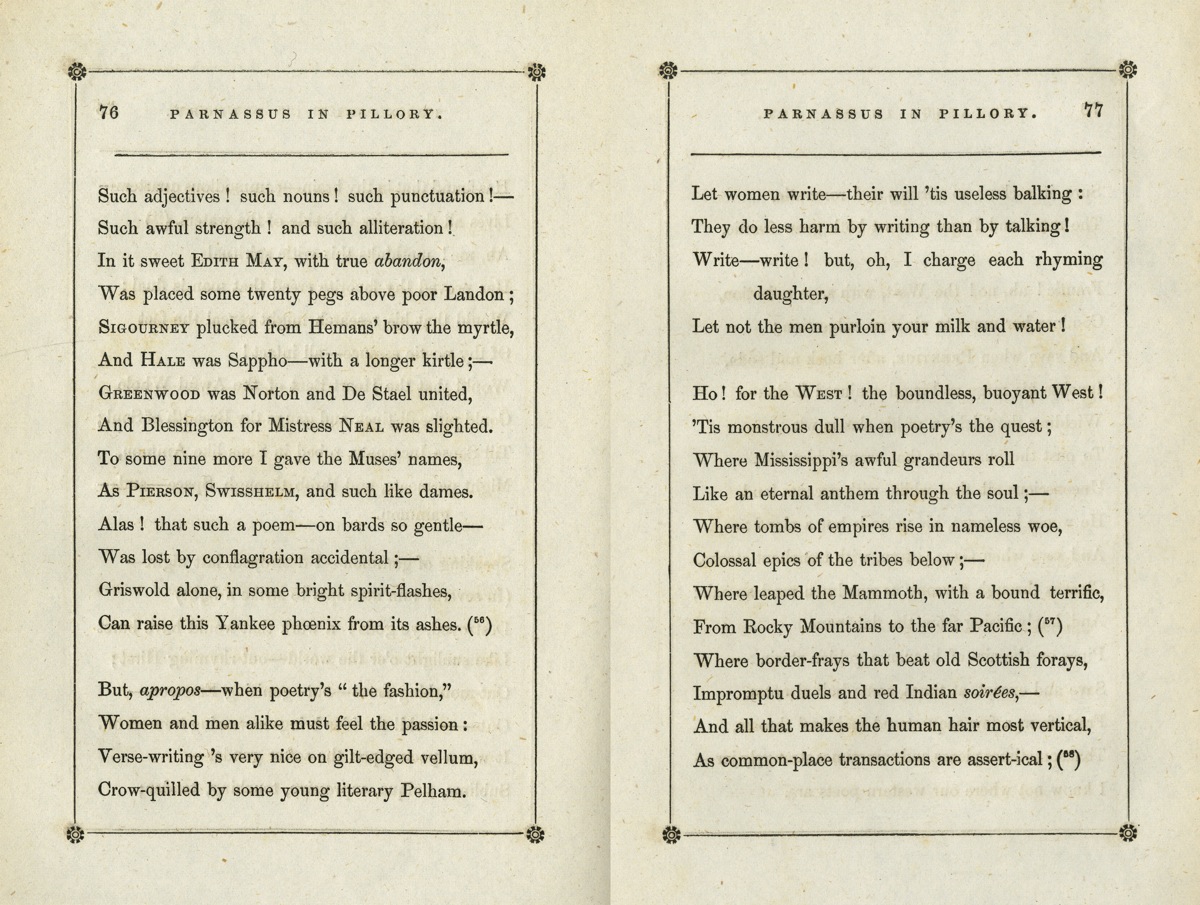 76 PARNASSUS IN PILLORY.
Such adjectives ! such nouns ! such punctuation !—
Such awful strength ! and such alliteration !
In it sweet EDITH MAY, with true abandon,
Was placed some twenty pegs above poor Landon ;
SIGOURNEY plucked from Hemans' brow the myrtle,
And HALE was Sappho—with a longer kirtle ;—
GREENWOOD was Norton and De Stael united,
And Blessington for Mistress NEAL was slighted.
To some nine more I gave the Muses' names,
As PIERSON, SWISSHELM, and such like dames.
Alas ! that such a poem—on bards so gentle—
Was lost by conflagration accidental ;—
Griswold alone, in some bright spirit-flashes,
Can raise this Yankee phœnix from its ashes. (⁵⁶)
But, apropos—when poetry's “ the fashion,”
Women and men alike must feel the passion :
Verse-writing 's very nice on gilt-edged vellum,
Crow-quilled by some young literary Pelham.
PARNASSUS IN PILLORY. 77
Let women write—their will 'tis useless balking :
They do less harm by writing than by talking !
Write—write ! but, oh, I charge each rhyming
daughter,
Let not the men purloin your milk and water !
Ho ! for the WEST ! the boundless, buoyant West !
'Tis monstrous dull when poetry's the quest ;
Where Mississippi's awful grandeurs roll
Like an eternal anthem through the soul ;—
Where tombs of empires rise in nameless woe,
Colossal epics of the tribes below ;—
Where leaped the Mammoth, with a bound terrific,
From Rocky Mountains to the far Pacific ; (⁵⁷)
Where border-frays that beat old Scottish forays,
Impromptu duels and red Indian soirées,—
And all that makes the human hair most vertical,
As common-place transactions are assert-ical ; (⁵⁸)